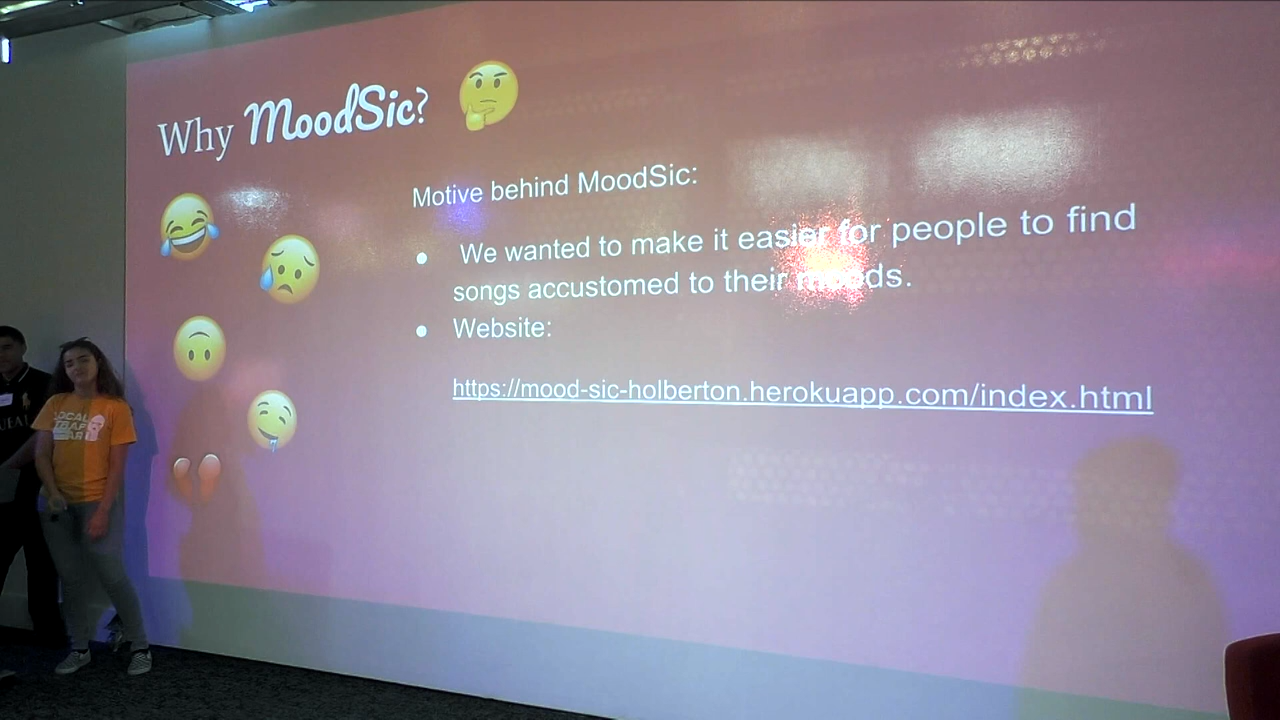 Why MoodSic?
Motive behind MoodSic:
We wanted to make it easier for people to find
songs accustomed to their moods.
Website:
https://mood-sic-holberton.herokuapp.com/index.html
LOCAL